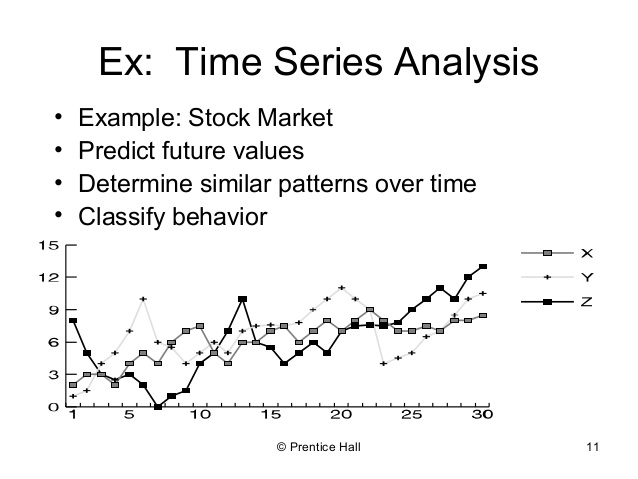 Ex: Time Series Analysis
• Example: Stock Market
• Predict future values
• Determine similar patterns over time
• Classify behavior
15
12
9
6
3
0
1 5 10 15 20 25 30
X
Y
Z
© Prentice Hall
11